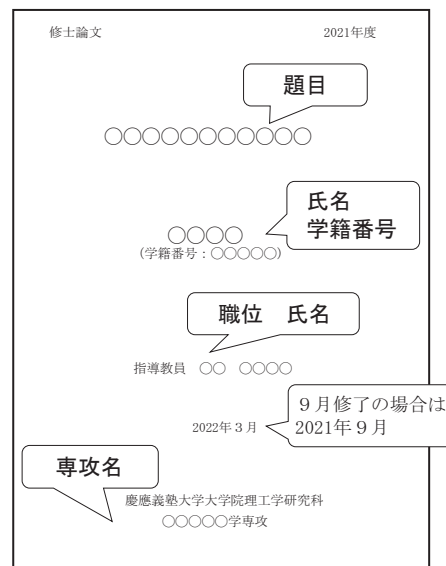 修士論文 2021年度
題目
○○○○○○○○○○○
氏名
学籍番号
○○○○
(学籍番号：○○○○○)
職位　氏名
指導教員　○○　○○○○
９月修了の場合は
2021年９月
2022年３月
専攻名
慶應義塾大学大学院理工学研究科
○○○○○学専攻